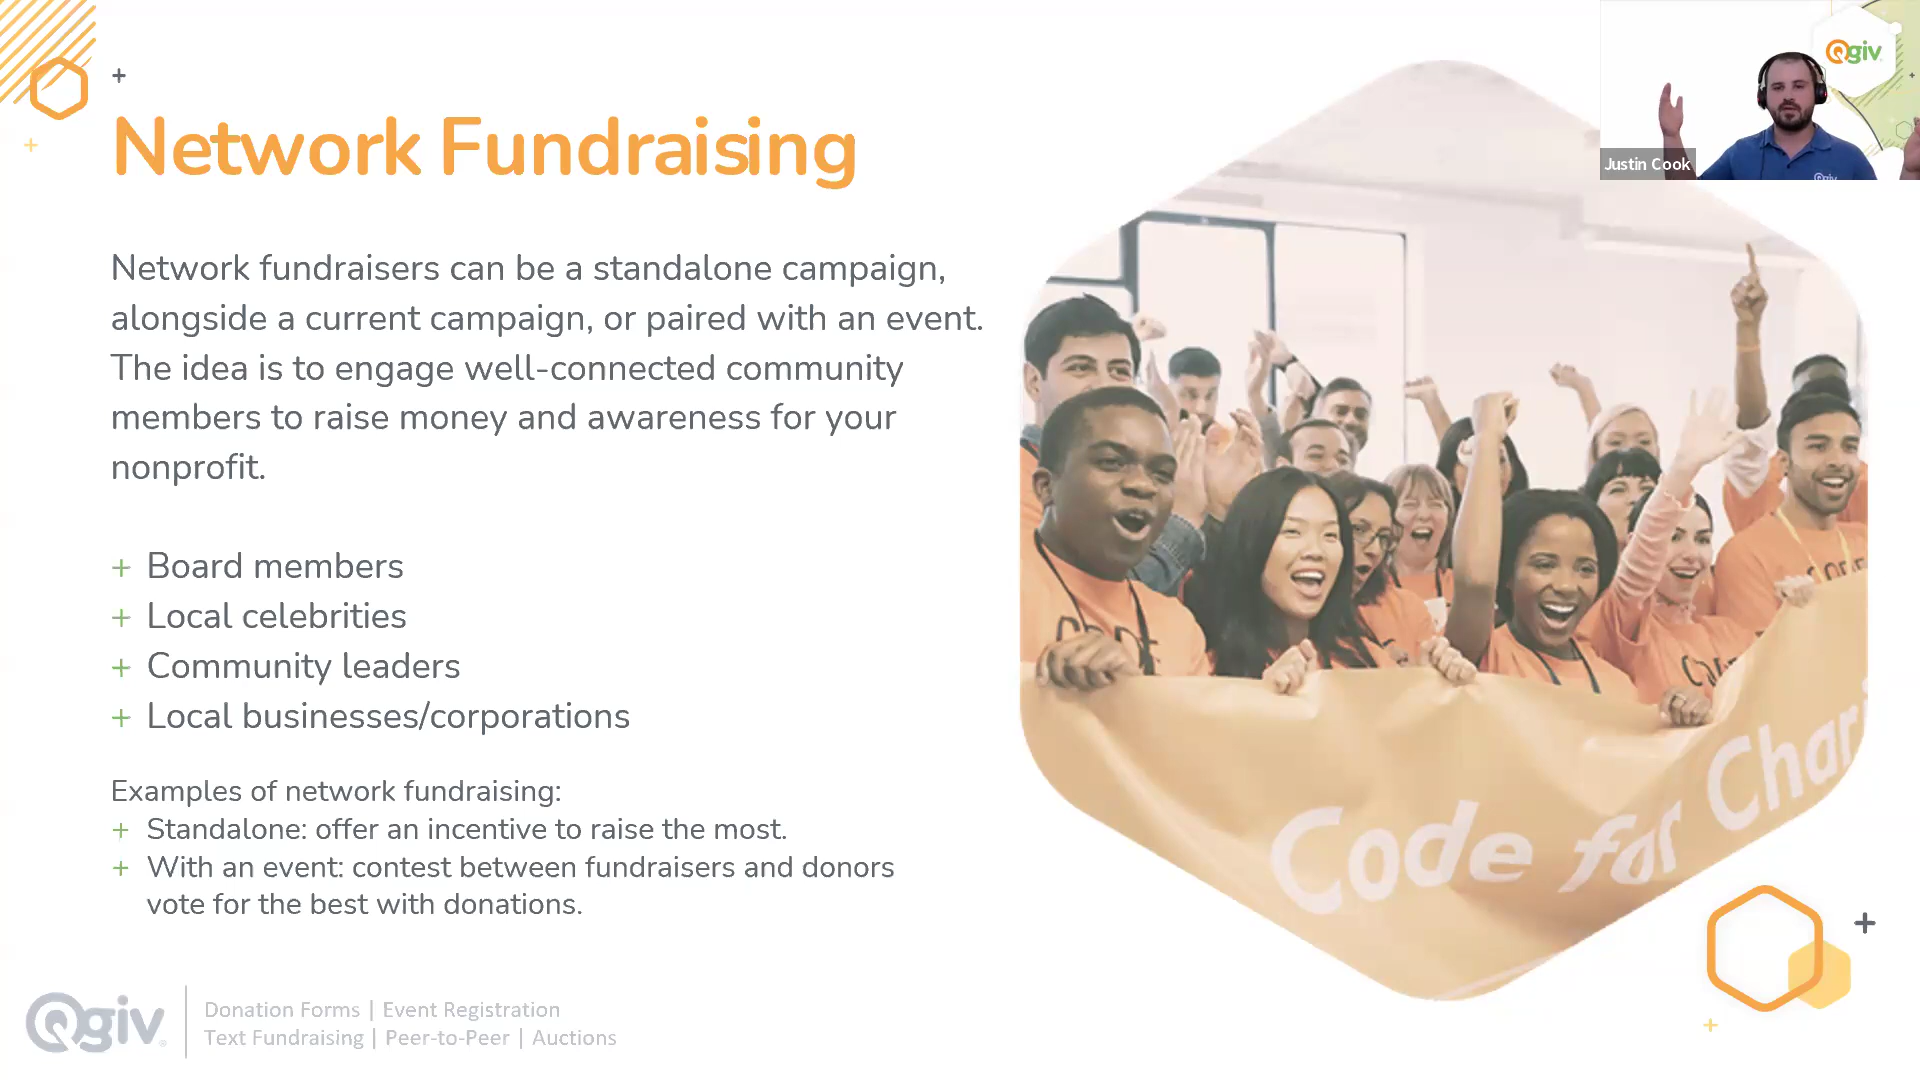 Network Fundraising
Network fundraisers can be a standalone campaign,
alongside a current campaign, or paired with an event.
The idea is to engage well-connected community
members to raise money and awareness for your
nonprofit.
+ Board members
+ Local celebrities
+ Community leaders
+ Local businesses/corporations
Examples of network fundraising:
+ Standalone: offer an incentive to raise the most.
+ With an event: contest between fundraisers and donors
vote for the best with donations.
Qgiv
Donation Forms | Event Registration
Text Fundraising | Peer-to-Peer | Auctions
Qgiv
Justin Cook
Qgiv
CODE
Code for Chari